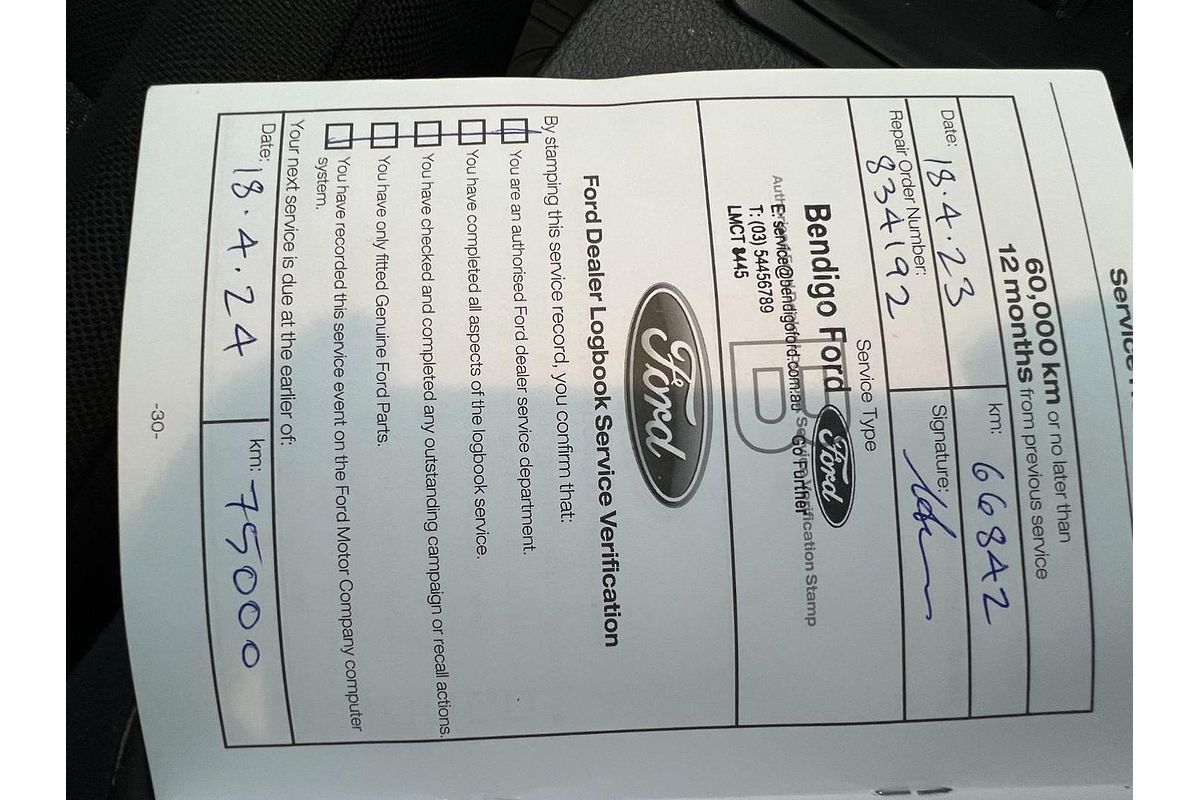 60,000 km or no later than
12 months from previous service
Date: 18.4.23
km: 66842
Repair Order Number:
834192
Signature:
Service Type
B
Bendigo Ford
Ford
Service Verification Stamp
E: service@bendigoford.com.au Go Further
T: (03) 54456789
LMCT 8445
Ford
Ford Dealer Logbook Service Verification
By stamping this service record, you confirm that:
You are an authorised Ford dealer service department.
You have completed all aspects of the logbook service.
You have checked and completed any outstanding campaign or recall actions.
You have only fitted Genuine Ford Parts.
You have recorded this service event on the Ford Motor Company computer
system.
Your next service is due at the earlier of:
Date: 18.4.24
km: 75000
-30-